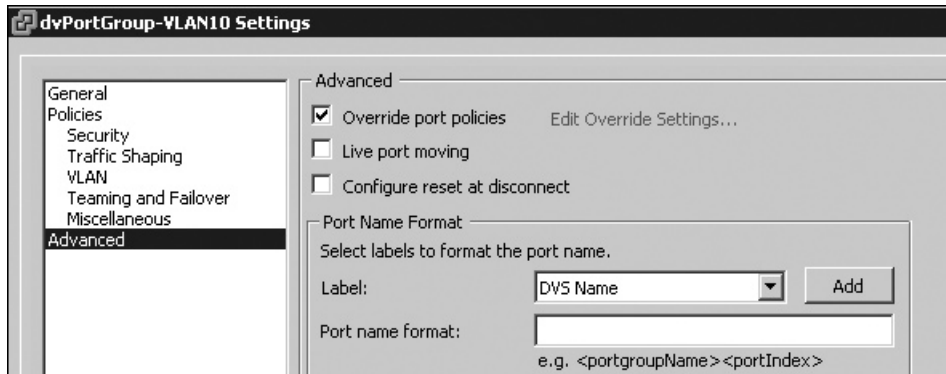 dvPortGroup-VLAN10 Settings
General
Policies
Security
Traffic Shaping
VLAN
Teaming and Failover
Miscellaneous
Advanced
Advanced
Override port policies Edit Override Settings...
Live port moving
Configure reset at disconnect
Port Name Format
Select labels to format the port name.
Label: DVS Name Add
Port name format:
e.g. <portgroupName><portIndex>